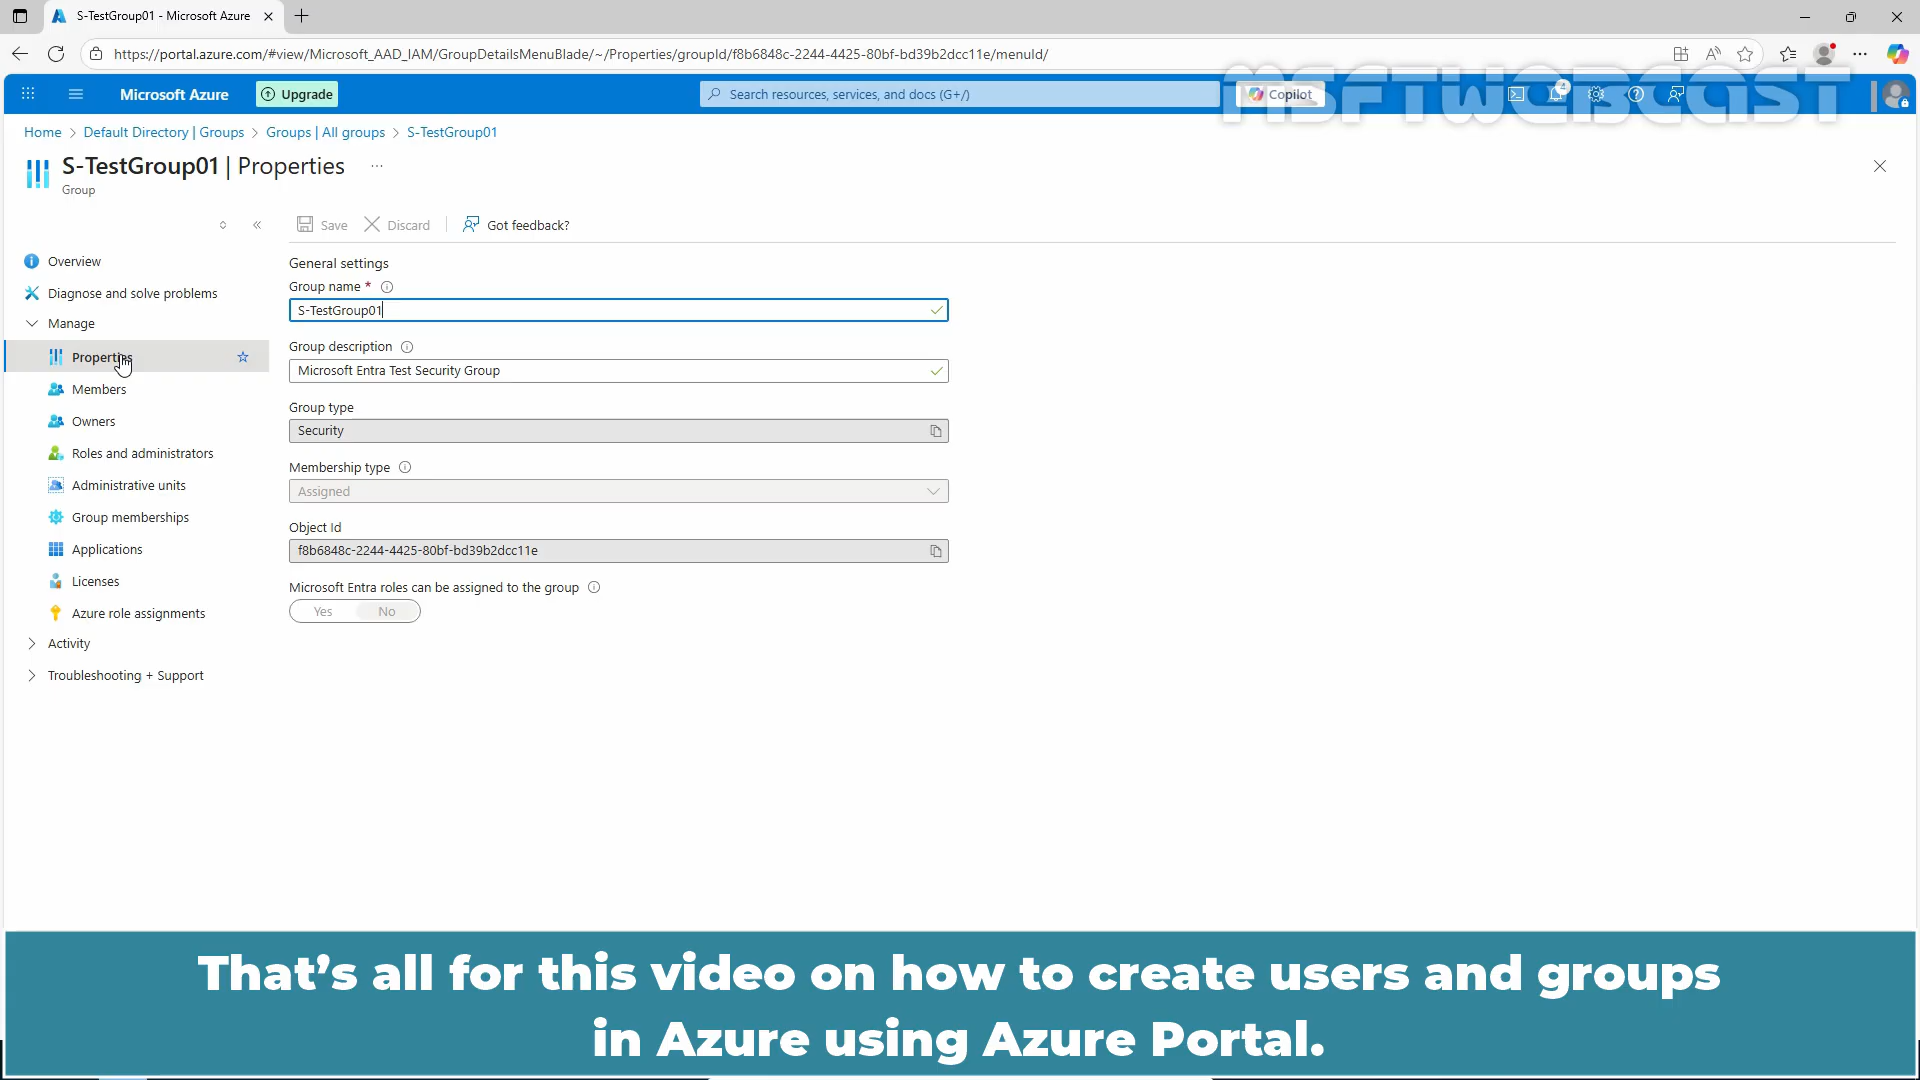 S-TestGroup01 - Microsoft Azure
https://portal.azure.com/#view/Microsoft_AAD_IAM/GroupDetailsMenuBlade/~/Properties/groupId/f8b6848c-2244-4425-80bf-bd39b2dcc11e/menuId/
Microsoft Azure
Upgrade
Search resources, services, and docs (G+/)
Copilot
4
MSFTWEBCAST
Home > Default Directory | Groups > Groups | All groups > S-TestGroup01
S-TestGroup01 | Properties
Group
Save
Discard
Got feedback?
Overview
Diagnose and solve problems
Manage
Properties
Members
Owners
Roles and administrators
Administrative units
Group memberships
Applications
Licenses
Azure role assignments
Activity
Troubleshooting + Support
General settings
Group name *
S-TestGroup01
Group description
Microsoft Entra Test Security Group
Group type
Security
Membership type
Assigned
Object Id
f8b6848c-2244-4425-80bf-bd39b2dcc11e
Microsoft Entra roles can be assigned to the group
Yes No
That's all for this video on how to create users and groups
in Azure using Azure Portal.